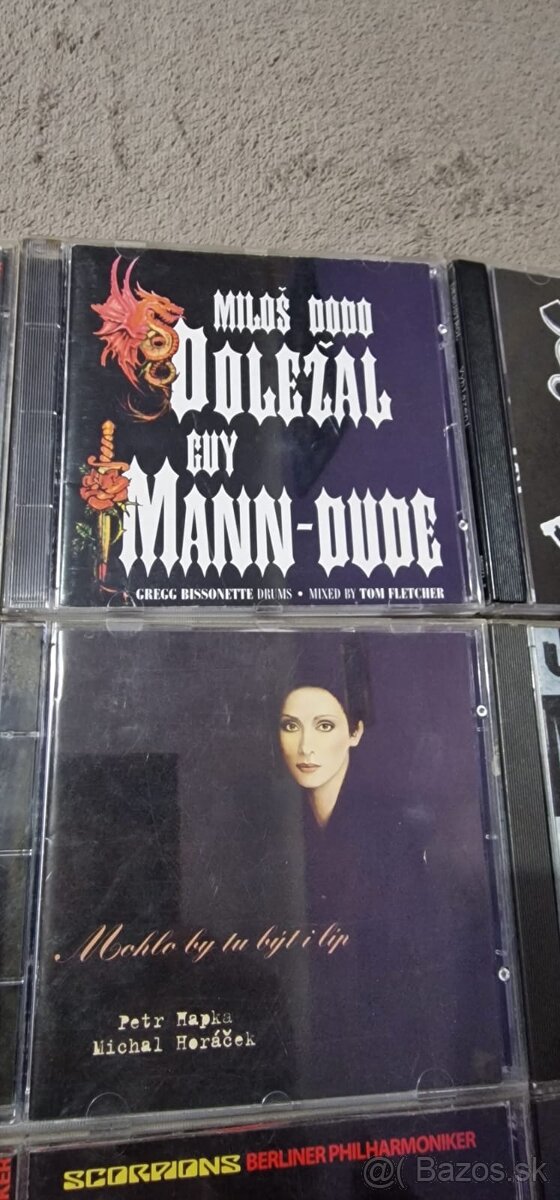 MILOŠ DODO
DOLEŽAL
GUY
MANN-DUDE
GREGG BISSONETTE DRUMS • MIXED BY TOM FLETCHER
Mohlo by tu být i líp
Petr Hapka
Michal Horáček
SCORPIONS BERLINER PHILHARMONIKER
@( Bazos.sk